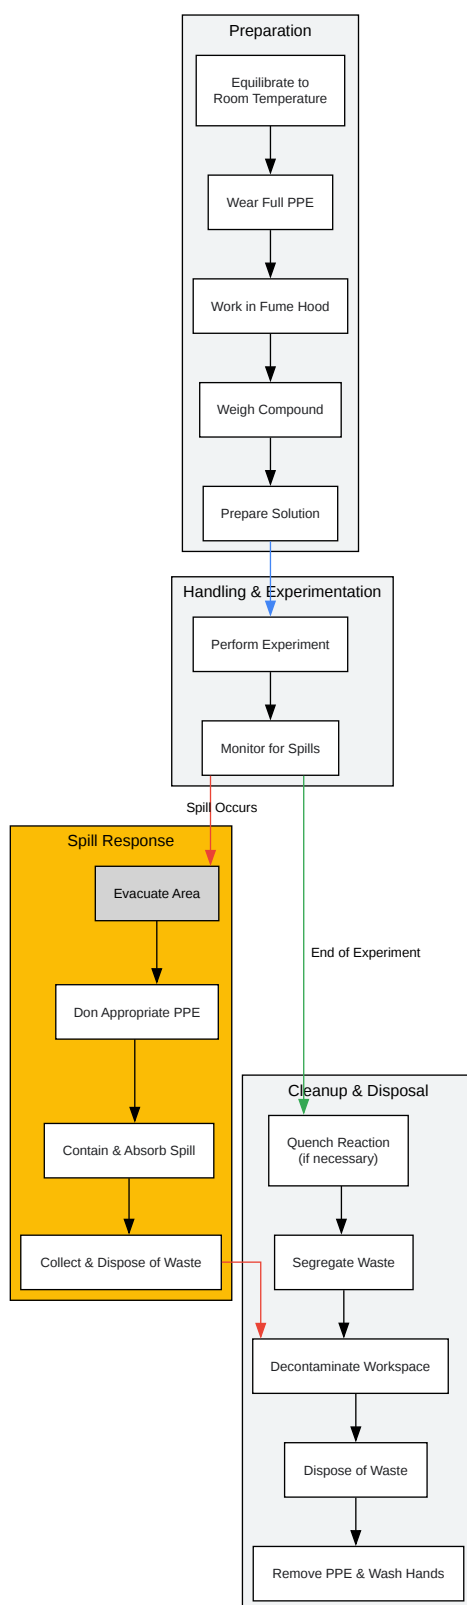 Preparation
Equilibrate to
Room Temperature
Wear Full PPE
Work in Fume Hood
Weigh Compound
Prepare Solution
Handling & Experimentation
Perform Experiment
Monitor for Spills
Spill Occurs
Spill Response
Evacuate Area
End of Experiment
Don Appropriate PPE
Cleanup & Disposal
Contain & Absorb Spill
Quench Reaction
(if necessary)
Collect & Dispose of Waste
Segregate Waste
Decontaminate Workspace
Dispose of Waste
Remove PPE & Wash Hands